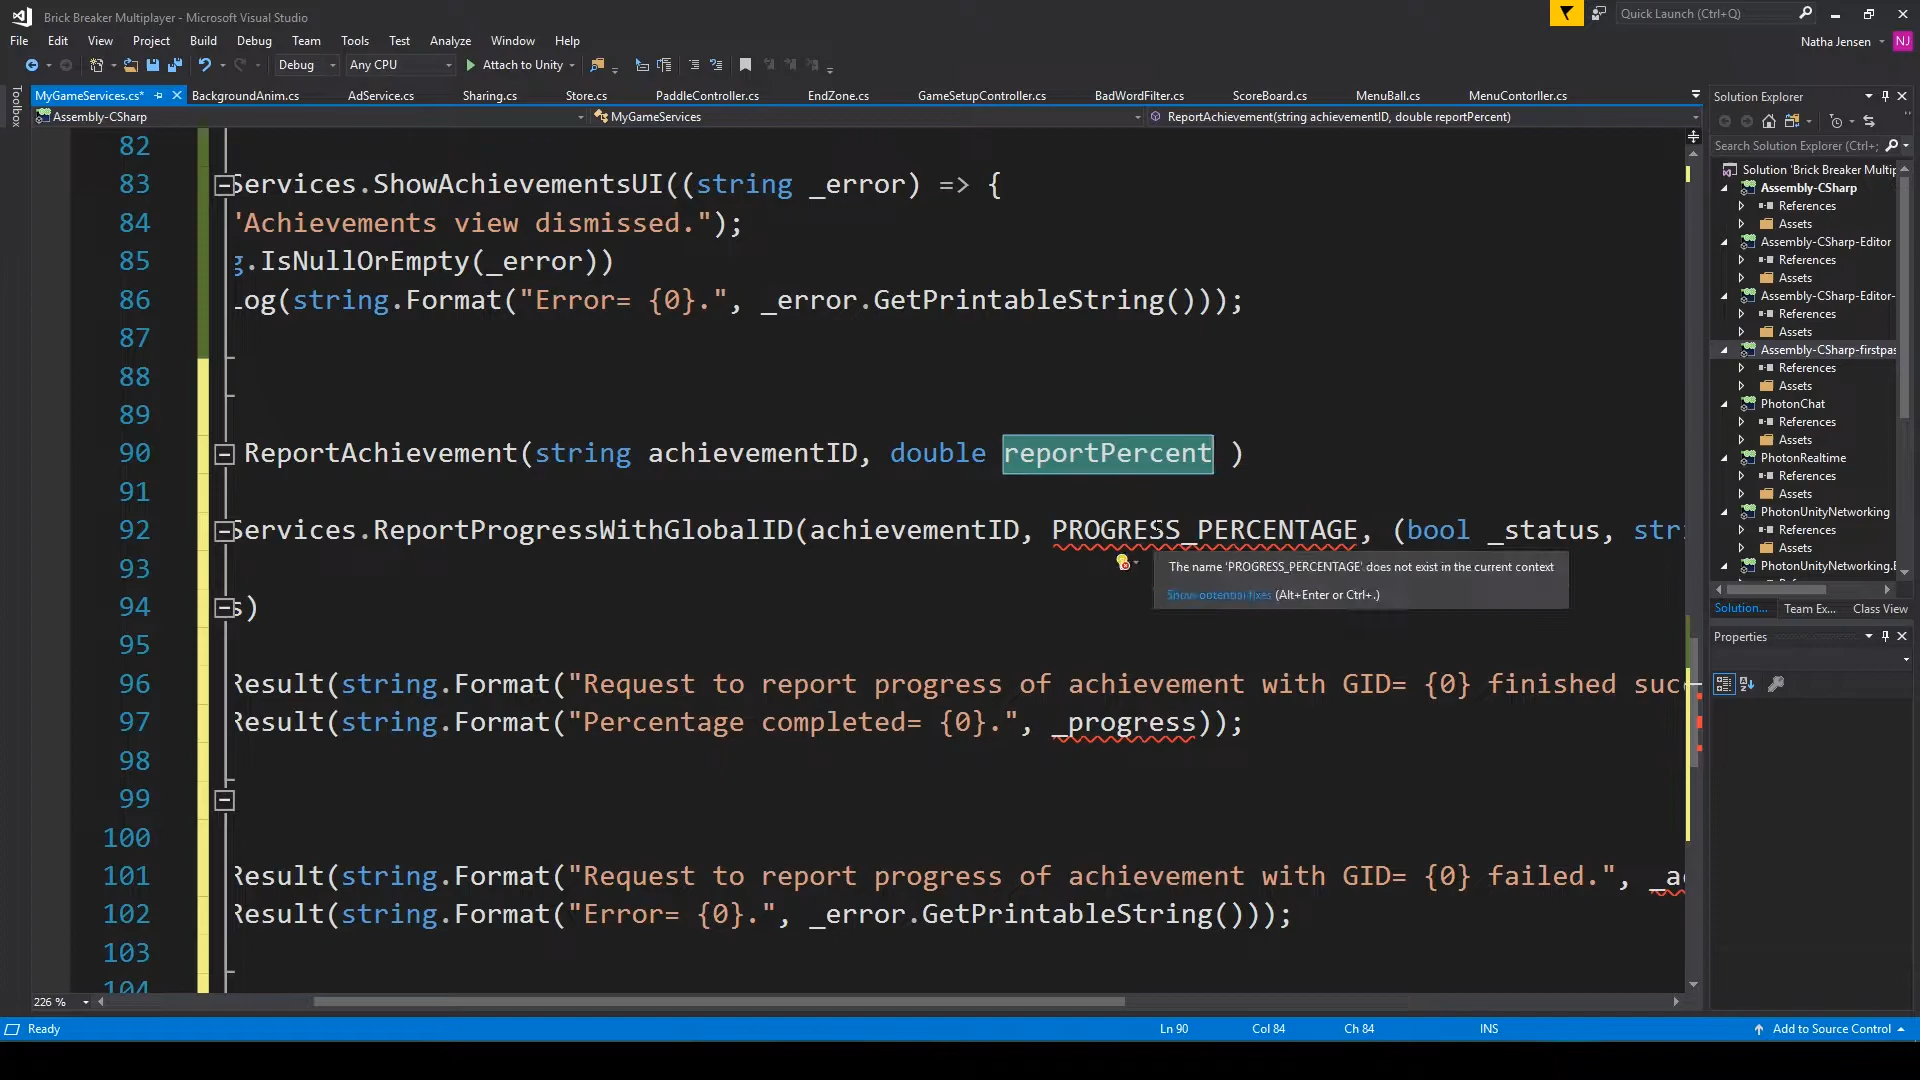 Brick Breaker Multiplayer - Microsoft Visual Studio
Quick Launch (Ctrl+Q)
File Edit View Project Build Debug Team Tools Test Analyze Window Help
Natha Jensen NJ
Debug Any CPU Attach to Unity
Toolbox
MyGameServices.cs* BackgroundAnim.cs AdService.cs Sharing.cs Store.cs PaddleController.cs EndZone.cs GameSetupController.cs BadWordFilter.cs ScoreBoard.cs MenuBall.cs MenuContorller.cs
Assembly-CSharp MyGameServices ReportAchievement(string achievementID, double reportPercent)
82
83 Services.ShowAchievementsUI((string _error) => {
84 "Achievements view dismissed.");
85 g.IsNullOrEmpty(_error))
86 Log(string.Format("Error= {0}.", _error.GetPrintableString()));
87
88
89
90 ReportAchievement(string achievementID, double reportPercent )
91
92 Services.ReportProgressWithGlobalID(achievementID, PROGRESS_PERCENTAGE, (bool _status, stri
93
The name 'PROGRESS_PERCENTAGE' does not exist in the current context
Show potential fixes (Alt+Enter or Ctrl+.)
94 s)
95
96 Result(string.Format("Request to report progress of achievement with GID= {0} finished suc
97 Result(string.Format("Percentage completed= {0}.", _progress));
98
99
100
101 Result(string.Format("Request to report progress of achievement with GID= {0} failed.", _a
102 Result(string.Format("Error= {0}.", _error.GetPrintableString()));
103
104
226 %
Solution Explorer
Search Solution Explorer (Ctrl+;
Solution 'Brick Breaker Multip
Assembly-CSharp
References
Assets
Assembly-CSharp-Editor
References
Assets
Assembly-CSharp-Editor-
References
Assets
Assembly-CSharp-firstpas
References
Assets
PhotonChat
References
Assets
PhotonRealtime
References
Assets
PhotonUnityNetworking
References
Assets
PhotonUnityNetworking.E
Solution... Team Ex... Class View
Properties
Ready Ln 90 Col 84 Ch 84 INS Add to Source Control